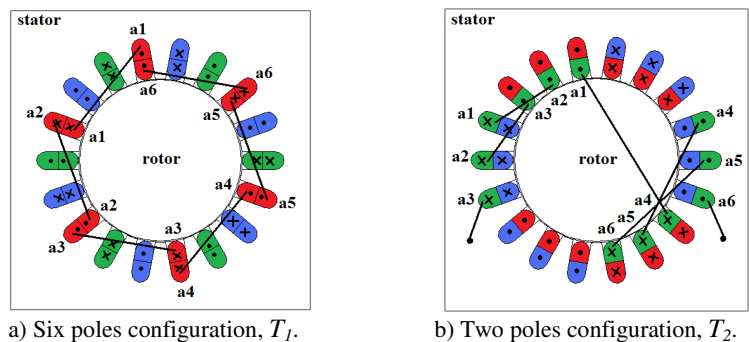 stator
a1
a6
a6
a5
a2
a1
rotor
a4
a5
a2
a3
a3
a4
a) Six poles configuration, T1.
stator
a1
a2
a3
a1
a2
a3
rotor
a4
a5
a6
a4
a5
a6
b) Two poles configuration, T2.